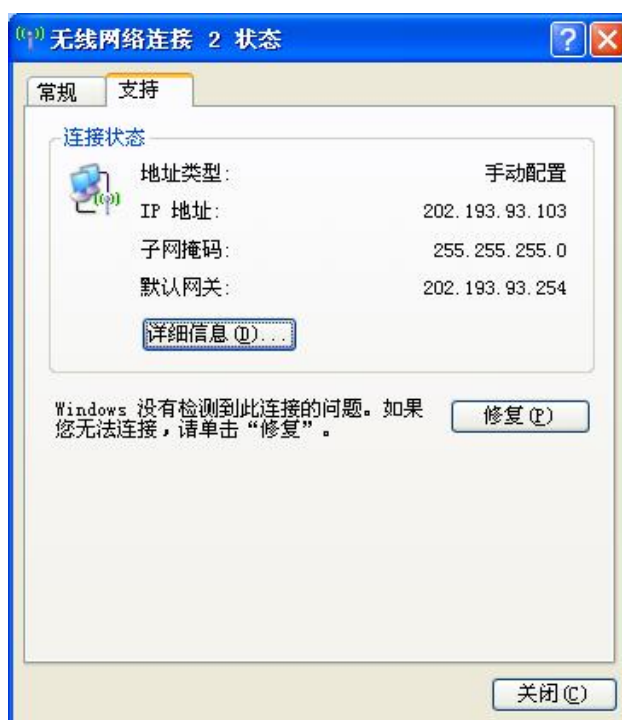 无线网络连接 2 状态
常规 支持
连接状态
地址类型: 手动配置
IP 地址: 202.193.93.103
子网掩码: 255.255.255.0
默认网关: 202.193.93.254
详细信息(D)...
Windows 没有检测到此连接的问题。如果
您无法连接,请单击“修复”。
修复(P)
关闭(C)